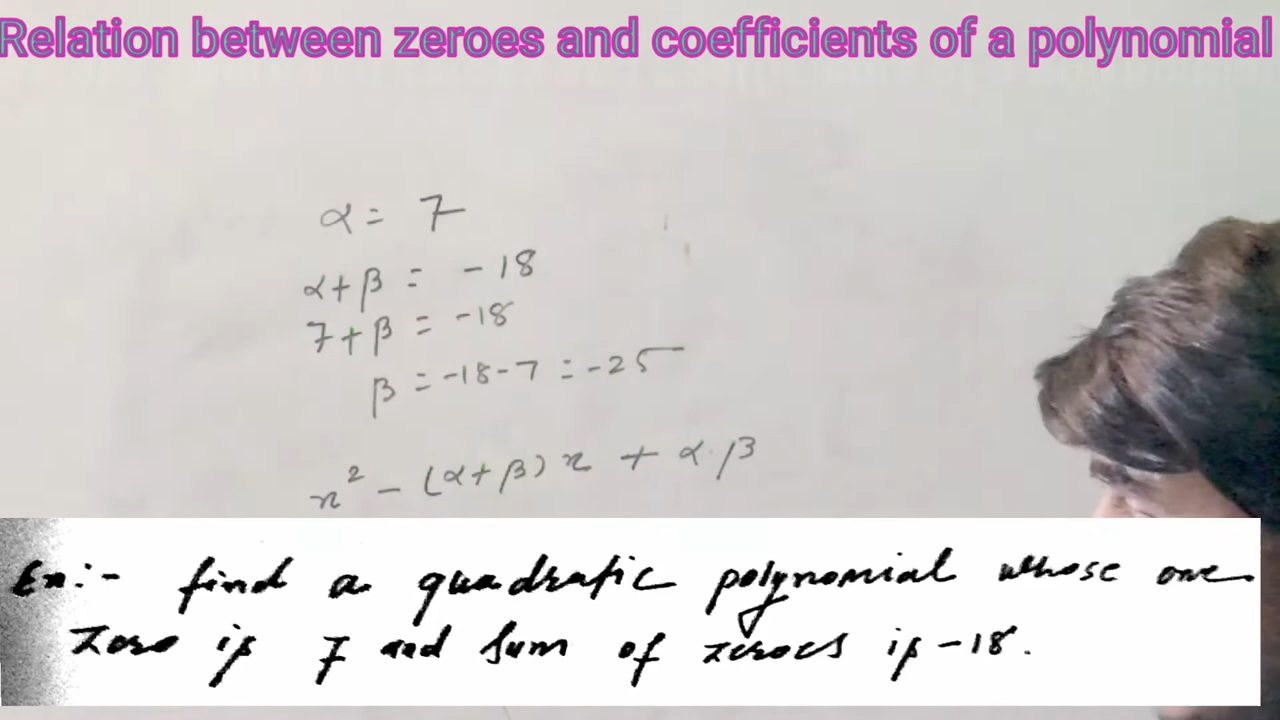 Relation between zeroes and coefficients of a polynomial
α = 7
α+β = -18
7+β = -18
β = -18-7 = -25
x² - (α+β)x + α.β
Ex:- find a quadratic polynomial whose one
zero is 7 and sum of zeroes is -18.